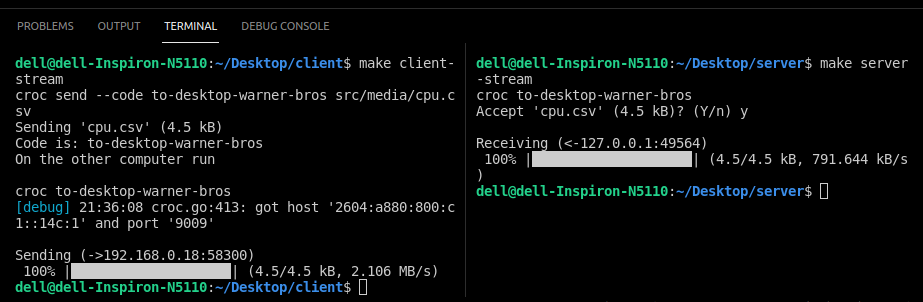 PROBLEMS OUTPUT TERMINAL DEBUG CONSOLE
dell@dell-Inspiron-N5110:~/Desktop/client$ make client-
stream
croc send --code to-desktop-warner-bros src/media/cpu.c
sv
Sending 'cpu.csv' (4.5 kB)
Code is: to-desktop-warner-bros
On the other computer run
croc to-desktop-warner-bros
[debug] 21:36:08 croc.go:413: got host '2604:a880:800:c
1::14c:1' and port '9009'
Sending (->192.168.0.18:58300)
100% | | (4.5/4.5 kB, 2.106 MB/s)
dell@dell-Inspiron-N5110:~/Desktop/client$
dell@dell-Inspiron-N5110:~/Desktop/server$ make server
-stream
croc to-desktop-warner-bros
Accept 'cpu.csv' (4.5 kB)? (Y/n) y
Receiving (<-127.0.0.1:49564)
100% | | (4.5/4.5 kB, 791.644 kB/s
)
dell@dell-Inspiron-N5110:~/Desktop/server$